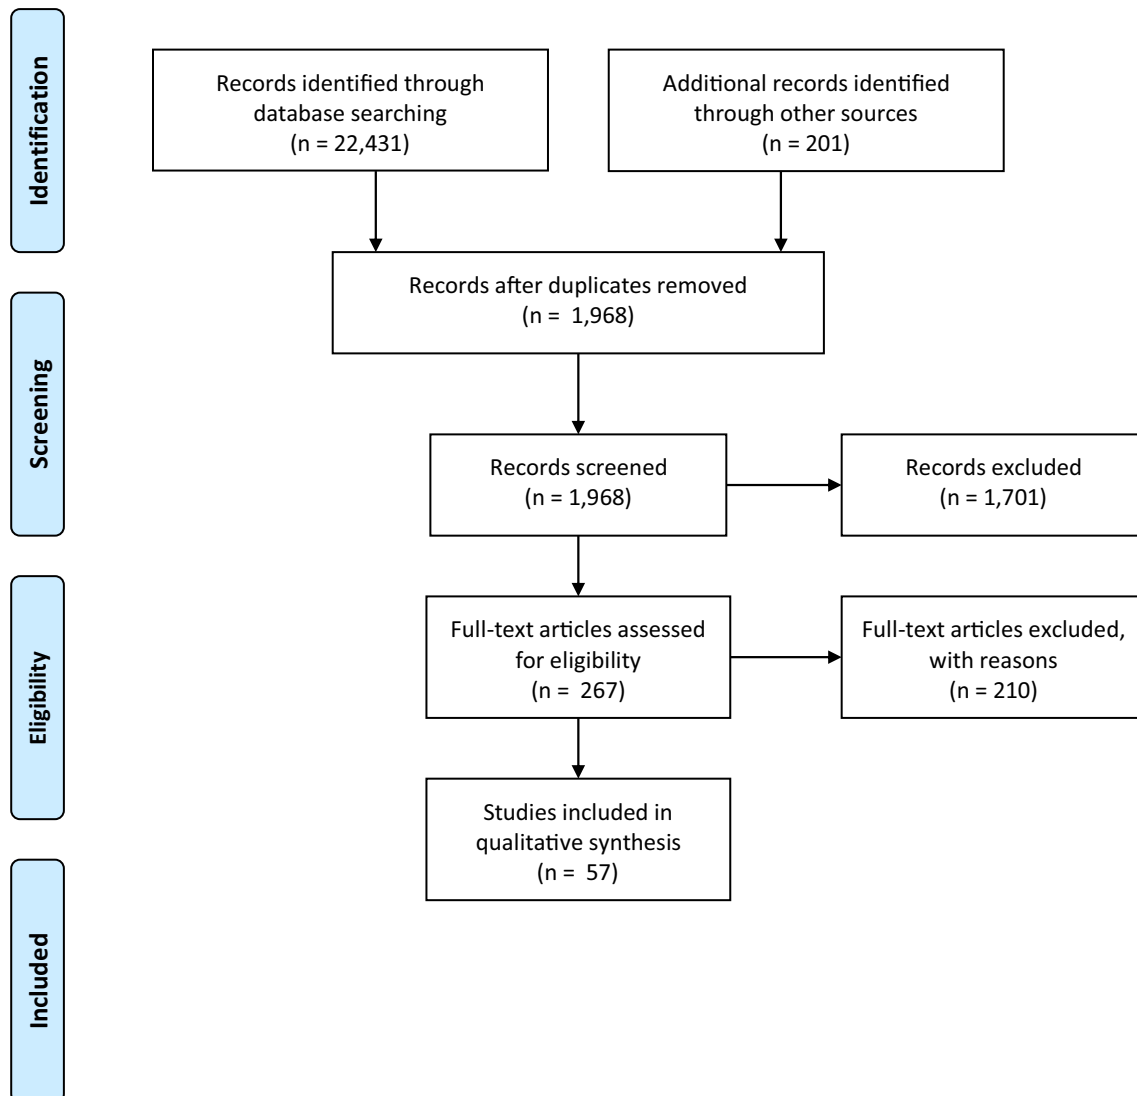 Identification
Records identified through
database searching
(n = 22,431)
Additional records identified
through other sources
(n = 201)
Records after duplicates removed
(n =  1,968)
Screening
Records screened
(n = 1,968)
Records excluded
(n = 1,701)
Eligibility
Full-text articles assessed
for eligibility
(n =  267)
Full-text articles excluded,
with reasons
(n = 210)
Studies included in
qualitative synthesis
(n =  57)
Included